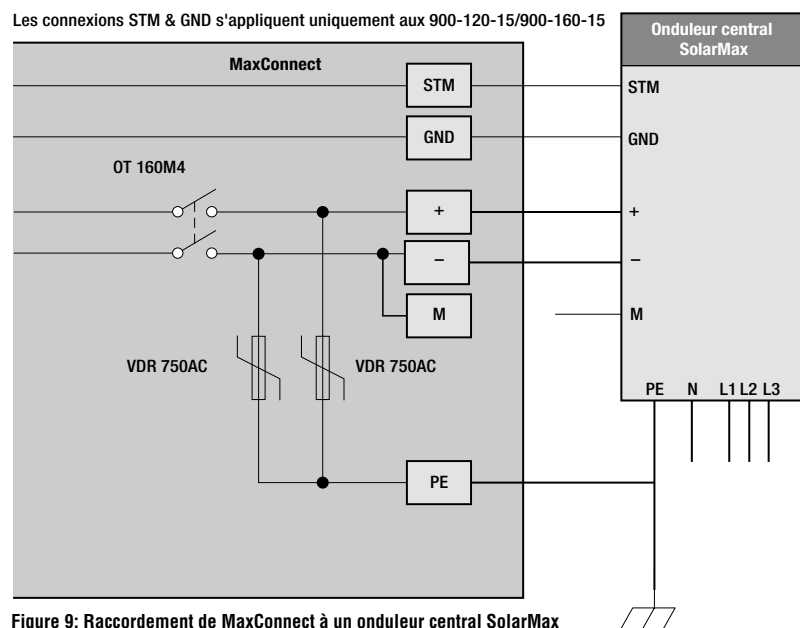 Les connexions STM & GND s'appliquent uniquement aux 900-120-15/900-160-15
Onduleur central
SolarMax
MaxConnect
STM
STM
GND
GND
OT 160M4
+
+
–
–
M
M
VDR 750AC
VDR 750AC
PE N L1 L2 L3
PE
Figure 9: Raccordement de MaxConnect à un onduleur central SolarMax